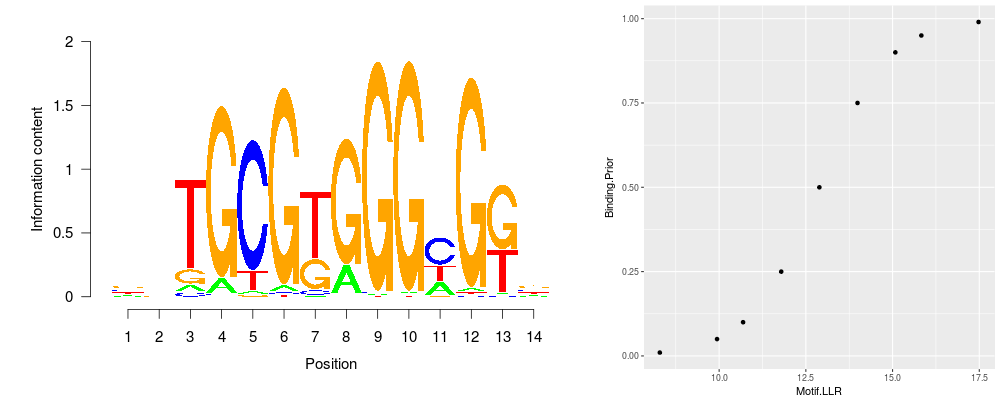 Information content
2
1.5
1
0.5
0
TGCGTGGGCGG
GATAGATT
A A
1 2 3 4 5 6 7 8 9 10 11 12 13 14
Position
Binding.Prior
1.00
0.75
0.50
0.25
0.00
10.0 12.5 15.0 17.5
Motif.LLR